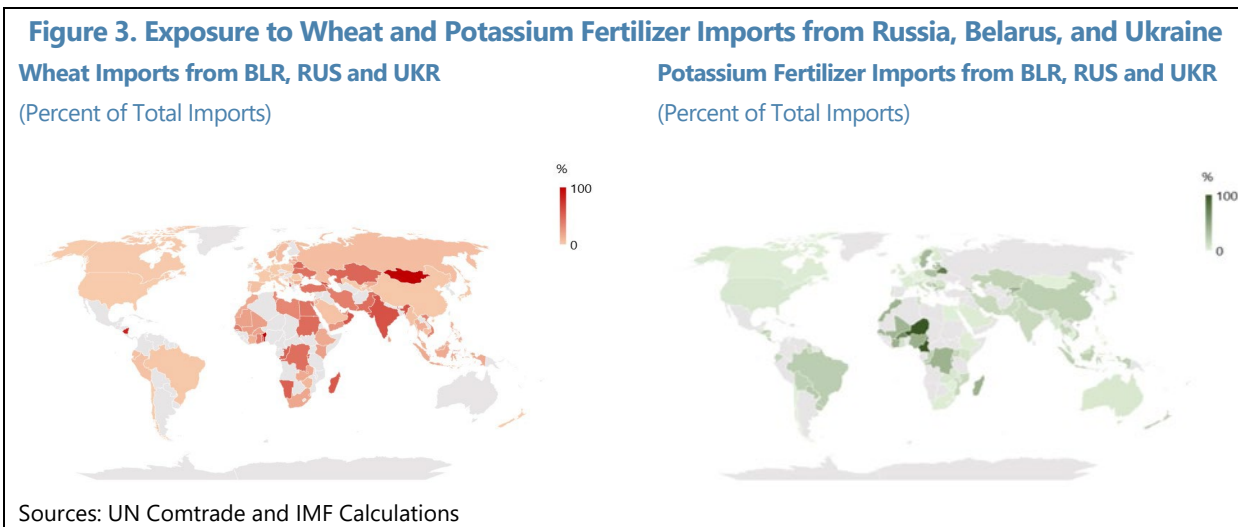 Figure 3. Exposure to Wheat and Potassium Fertilizer Imports from Russia, Belarus, and Ukraine
Wheat Imports from BLR, RUS and UKR
(Percent of Total Imports)
%
100
0
Potassium Fertilizer Imports from BLR, RUS and UKR
(Percent of Total Imports)
%
100
0
Sources: UN Comtrade and IMF Calculations